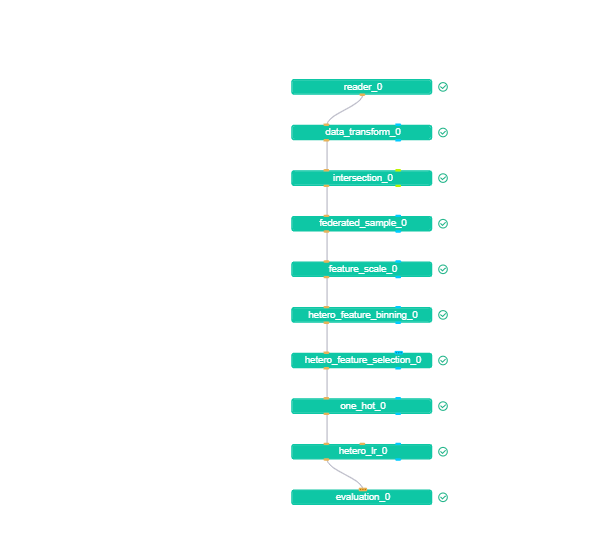 reader_0
data_transform_0
intersection_0
federated_sample_0
feature_scale_0
hetero_feature_binning_0
hetero_feature_selection_0
one_hot_0
hetero_lr_0
evaluation_0